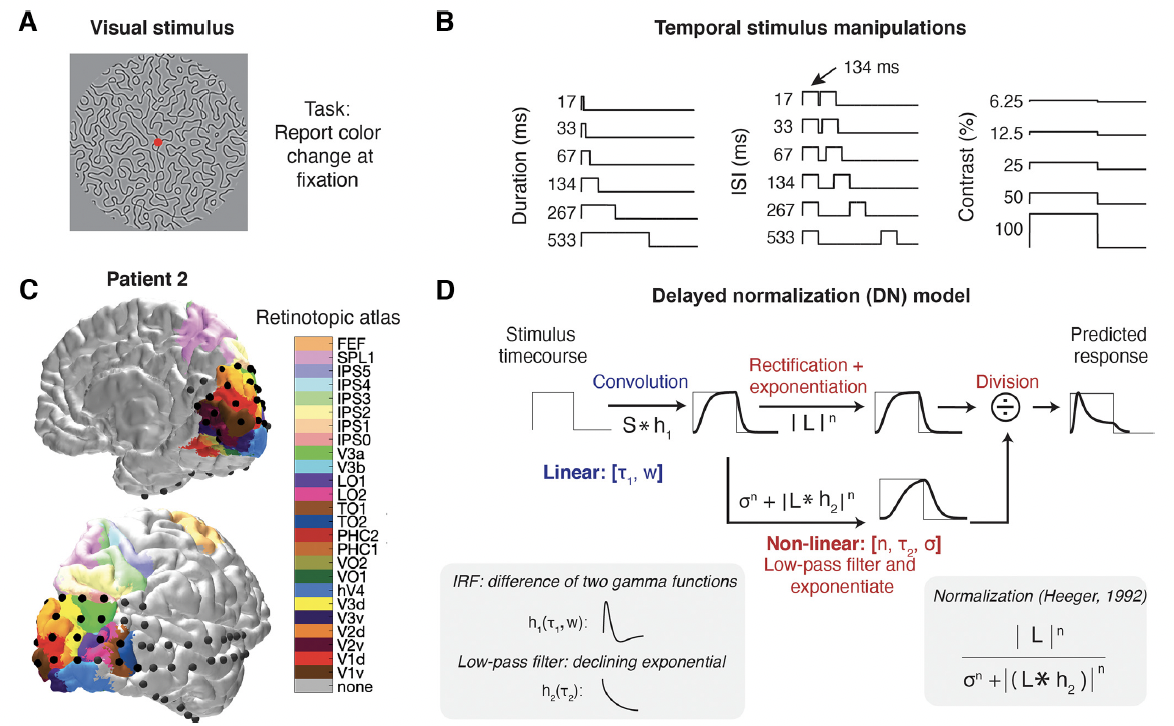 A
Visual stimulus
Task:
Report color
change at
fixation
B
Temporal stimulus manipulations
Duration (ms)
17
33
67
134
267
533
134 ms
ISI (ms)
17
33
67
134
267
533
Contrast (%)
6.25
12.5
25
50
100
C
Patient 2
Retinotopic atlas
FEF
SPL1
IPS5
IPS4
IPS3
IPS2
IPS1
IPS0
V3a
V3b
LO1
LO2
TO1
TO2
PHC2
PHC1
VO2
VO1
hV4
V3d
V3v
V2d
V2v
V1d
V1v
none
D
Delayed normalization (DN) model
Stimulus
timecourse
Convolution
S * h₁
Linear: [τ₁, w]
Rectification +
exponentiation
| L |ⁿ
Division
÷
Predicted
response
σⁿ + | L * h₂ |ⁿ
Non-linear: [n, τ₂, σ]
Low-pass filter and
exponentiate
IRF: difference of two gamma functions
h₁(τ₁, w):
Low-pass filter: declining exponential
h₂(τ₂):
Normalization (Heeger, 1992)
| L |ⁿ
σⁿ + |( L * h₂ )|ⁿ